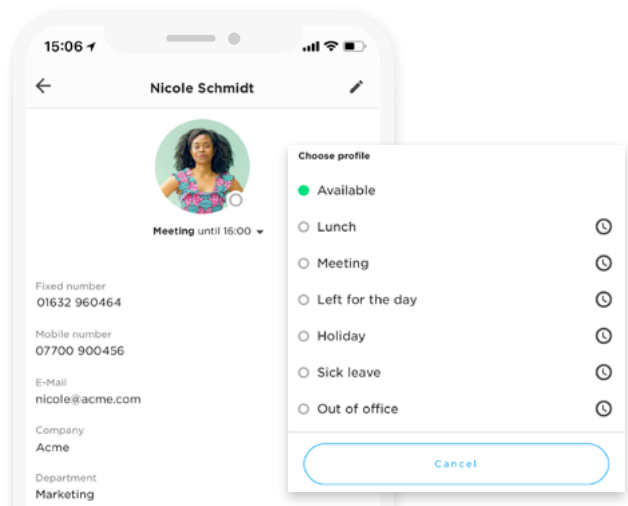 15:06
Nicole Schmidt
Meeting until 16:00
Fixed number
01632 960464
Mobile number
07700 900456
E-Mail
nicole@acme.com
Company
Acme
Department
Marketing
Choose profile
Available
Lunch
Meeting
Left for the day
Holiday
Sick leave
Out of office
Cancel